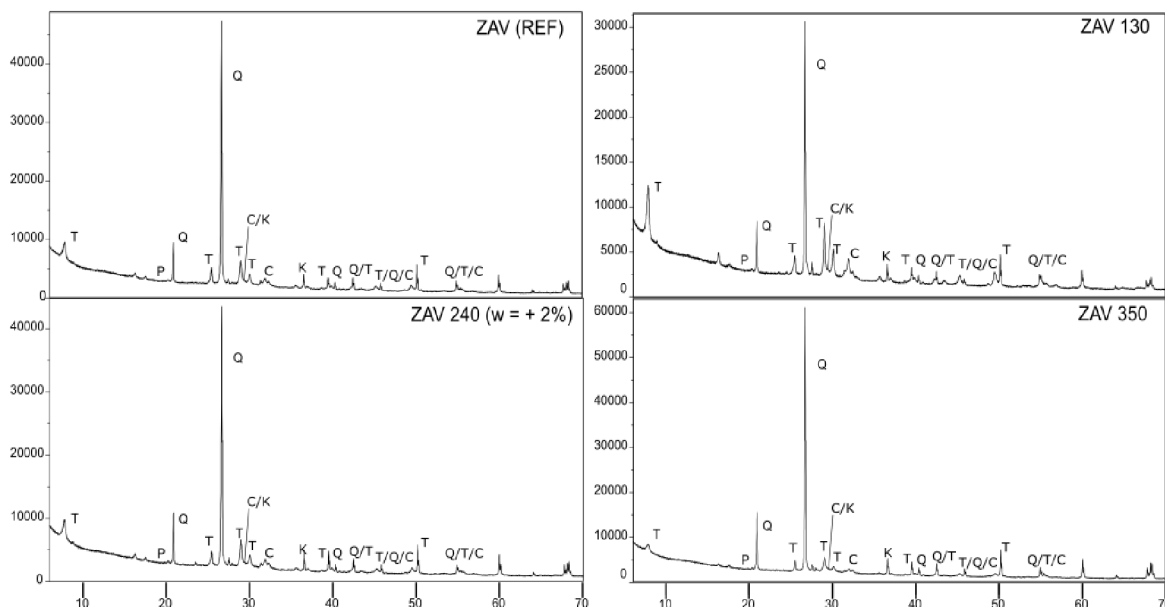 ZAV (REF)
40000
30000
20000
10000
0
T
P
Q
Q
T
T
C/K
T
C
K
T
Q
Q/T
T/Q/C
T
Q/T/C
ZAV 130
30000
25000
20000
15000
10000
5000
0
T
P
Q
T
Q
T
C/K
T
C
K
T
Q
Q/T
T/Q/C
T
Q/T/C
ZAV 240 (w = + 2%)
40000
30000
20000
10000
0
T
P
Q
T
Q
T
C/K
T
C
K
T
Q
Q/T
T/Q/C
T
Q/T/C
10 20 30 40 50 60 70
ZAV 350
60000
50000
40000
30000
20000
10000
0
T
P
Q
T
Q
T
C/K
T
C
K
T
Q
Q/T
T/Q/C
T
Q/T/C
10 20 30 40 50 60 70